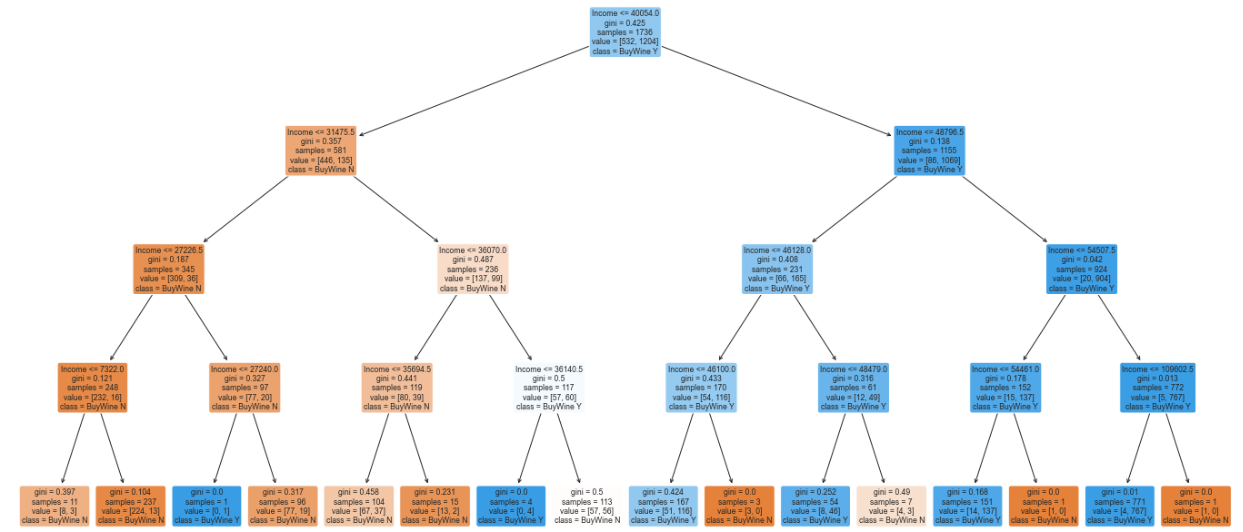 Income <= 40054.0
gini = 0.425
samples = 1736
value = [532, 1204]
class = BuyWine Y
Income <= 31475.5
gini = 0.357
samples = 581
value = [446, 135]
class = BuyWine N
Income <= 48796.5
gini = 0.138
samples = 1155
value = [86, 1069]
class = BuyWine Y
Income <= 27226.5
gini = 0.187
samples = 345
value = [309, 36]
class = BuyWine N
Income <= 36070.0
gini = 0.487
samples = 236
value = [137, 99]
class = BuyWine N
Income <= 46128.0
gini = 0.408
samples = 231
value = [66, 165]
class = BuyWine Y
Income <= 54507.5
gini = 0.042
samples = 924
value = [20, 904]
class = BuyWine Y
Income <= 7322.0
gini = 0.121
samples = 248
value = [232, 16]
class = BuyWine N
Income <= 27240.0
gini = 0.327
samples = 97
value = [77, 20]
class = BuyWine N
Income <= 35694.5
gini = 0.441
samples = 119
value = [80, 39]
class = BuyWine N
Income <= 36140.5
gini = 0.5
samples = 117
value = [57, 60]
class = BuyWine Y
Income <= 46100.0
gini = 0.433
samples = 170
value = [54, 116]
class = BuyWine Y
Income <= 48479.0
gini = 0.316
samples = 61
value = [12, 49]
class = BuyWine Y
Income <= 54461.0
gini = 0.178
samples = 152
value = [15, 137]
class = BuyWine Y
Income <= 109602.5
gini = 0.013
samples = 772
value = [5, 767]
class = BuyWine Y
gini = 0.397
samples = 11
value = [8, 3]
class = BuyWine N
gini = 0.104
samples = 237
value = [224, 13]
class = BuyWine N
gini = 0.0
samples = 1
value = [0, 1]
class = BuyWine Y
gini = 0.317
samples = 96
value = [77, 19]
class = BuyWine N
gini = 0.458
samples = 104
value = [67, 37]
class = BuyWine N
gini = 0.231
samples = 15
value = [13, 2]
class = BuyWine N
gini = 0.0
samples = 4
value = [0, 4]
class = BuyWine Y
gini = 0.5
samples = 113
value = [57, 56]
class = BuyWine N
gini = 0.424
samples = 167
value = [51, 116]
class = BuyWine Y
gini = 0.0
samples = 3
value = [3, 0]
class = BuyWine N
gini = 0.252
samples = 54
value = [8, 46]
class = BuyWine Y
gini = 0.49
samples = 7
value = [4, 3]
class = BuyWine N
gini = 0.168
samples = 151
value = [14, 137]
class = BuyWine Y
gini = 0.0
samples = 1
value = [1, 0]
class = BuyWine N
gini = 0.01
samples = 771
value = [4, 767]
class = BuyWine Y
gini = 0.0
samples = 1
value = [1, 0]
class = BuyWine N